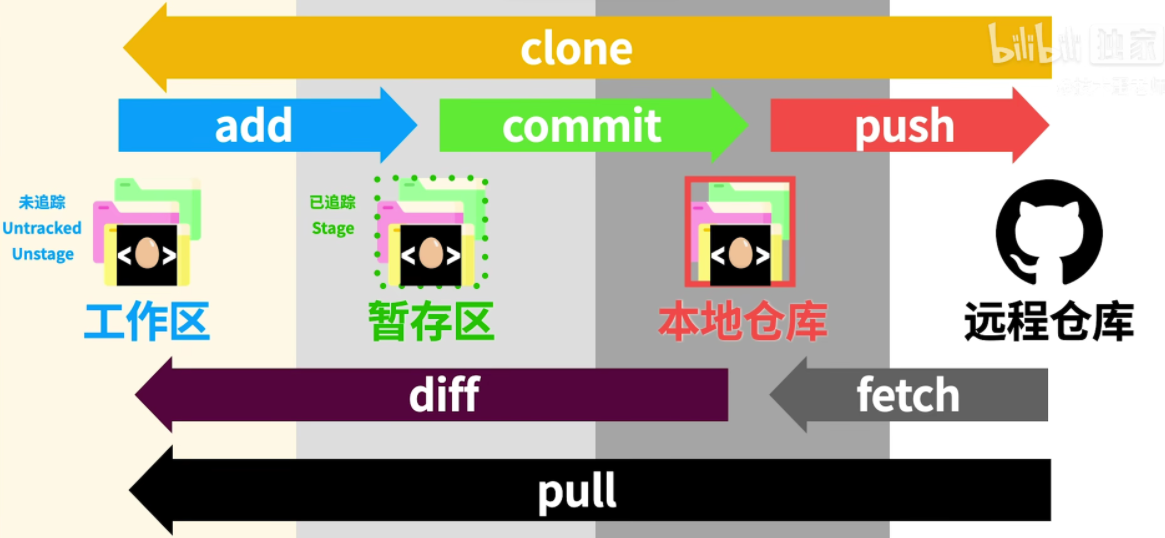 clone
bilibili 独家
add
commit
push
未追踪
Untracked
Unstage
已追踪
Stage
< >
< >
< >
工作区
暂存区
本地仓库
远程仓库
diff
fetch
pull